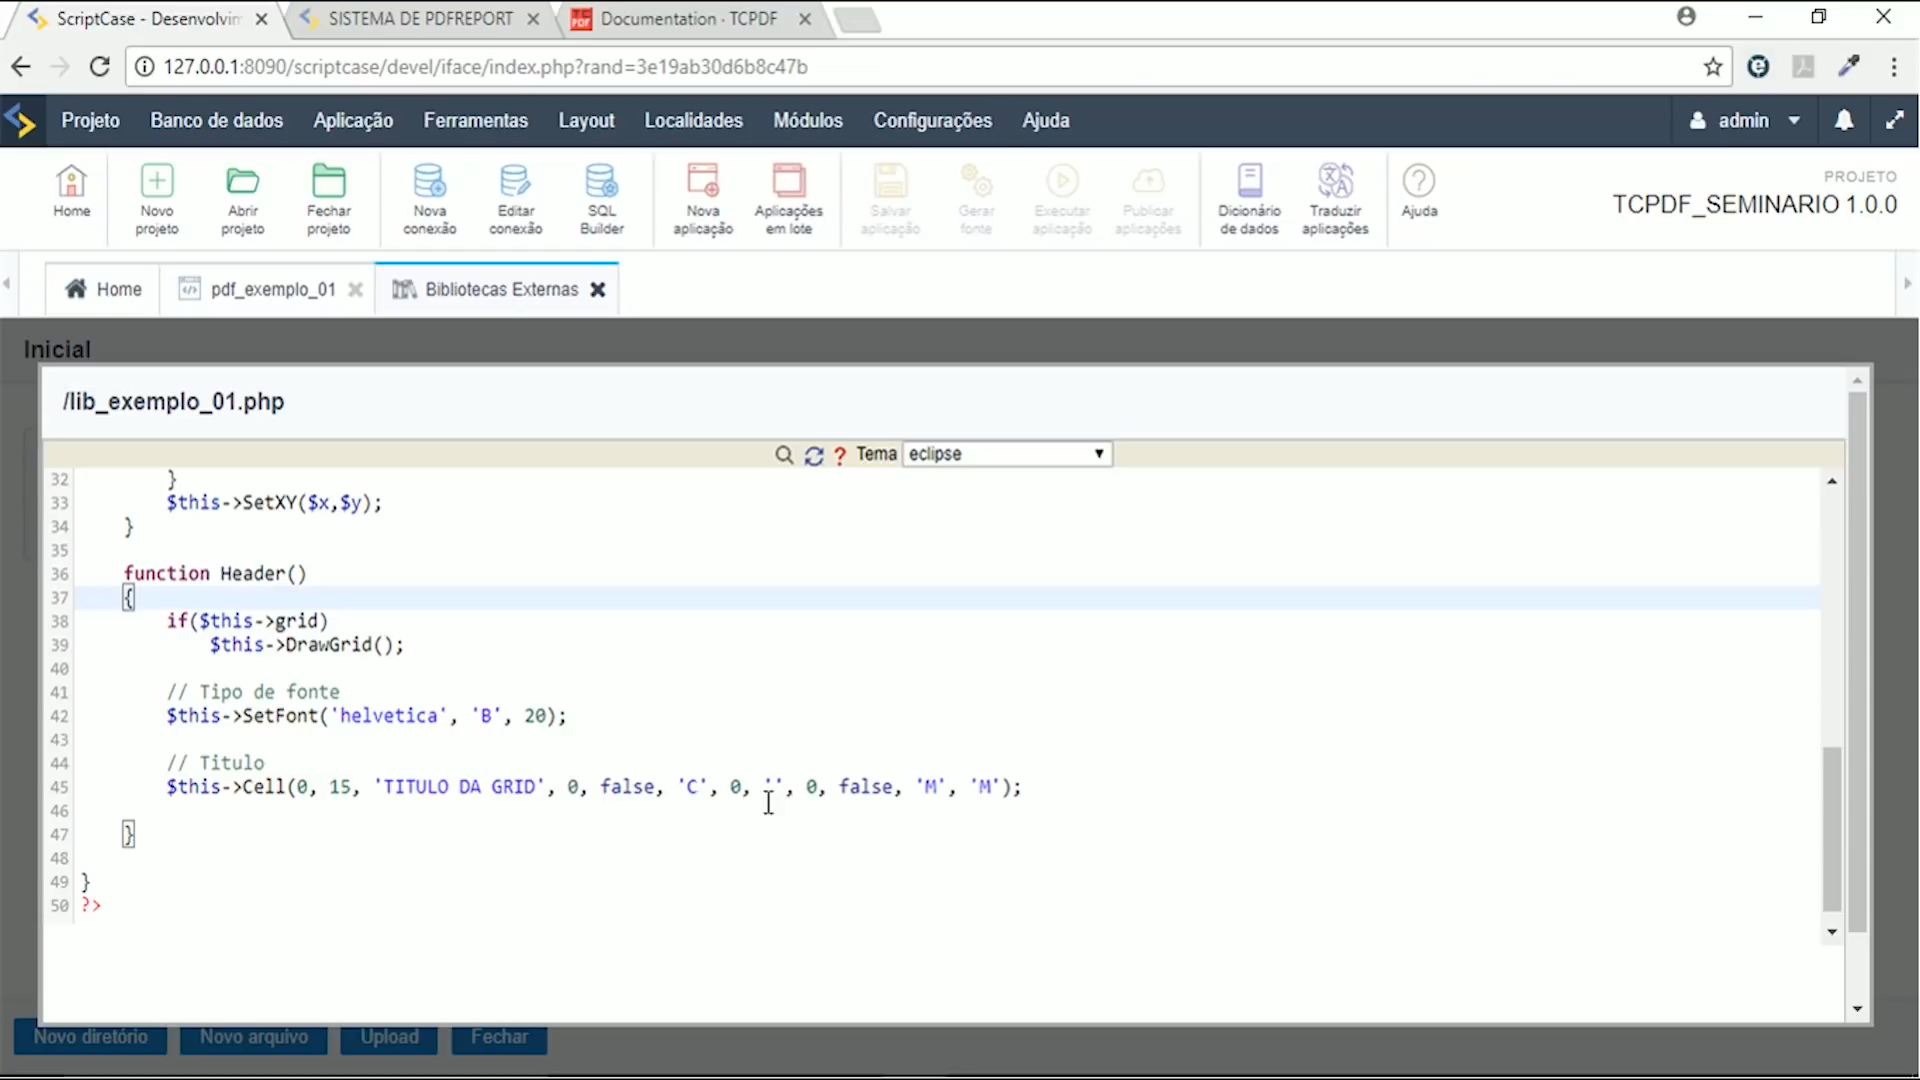 ScriptCase - Desenvolvin
SISTEMA DE PDFREPORT
Documentation · TCPDF
127.0.0.1:8090/scriptcase/devel/iface/index.php?rand=3e19ab30d6b8c47b
Projeto Banco de dados Aplicação Ferramentas Layout Localidades Módulos Configurações Ajuda admin
Home
Novo projeto
Abrir projeto
Fechar projeto
Nova conexão
Editar conexão
SQL Builder
Nova aplicação
Aplicações em lote
Salvar aplicação
Gerar fonte
Executar aplicação
Publicar aplicações
Dicionário de dados
Traduzir aplicações
Ajuda
PROJETO
TCPDF_SEMINARIO 1.0.0
Home
pdf_exemplo_01
Bibliotecas Externas
Inicial
/lib_exemplo_01.php
? Tema eclipse
32 }
33 $this->SetXY($x,$y);
34 }
35
36 function Header()
37 {
38 if($this->grid)
39 $this->DrawGrid();
40
41 // Tipo de fonte
42 $this->SetFont('helvetica', 'B', 20);
43
44 // Titulo
45 $this->Cell(0, 15, 'TITULO DA GRID', 0, false, 'C', 0, '', 0, false, 'M', 'M');
46
47 }
48
49 }
50 ?>
Novo diretório
Novo arquivo
Upload
Fechar